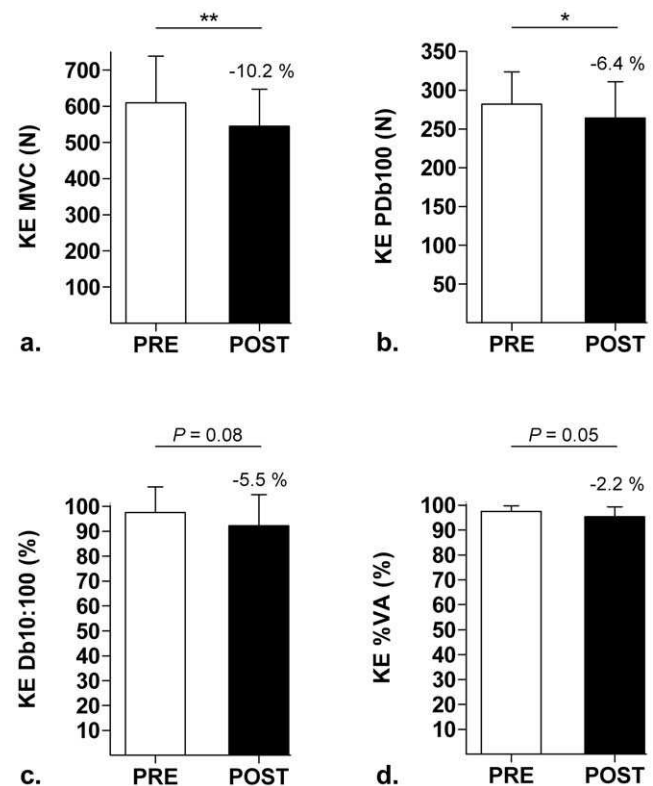 **
-10.2 %
KE MVC (N)
700
600
500
400
300
200
100
PRE POST
a.
*
-6.4 %
KE PDb100 (N)
350
300
250
200
150
100
50
PRE POST
b.
P = 0.08
-5.5 %
KE Db10:100 (%)
100
90
80
70
60
50
40
30
20
10
PRE POST
c.
P = 0.05
-2.2 %
KE %VA (%)
100
90
80
70
60
50
40
30
20
10
PRE POST
d.